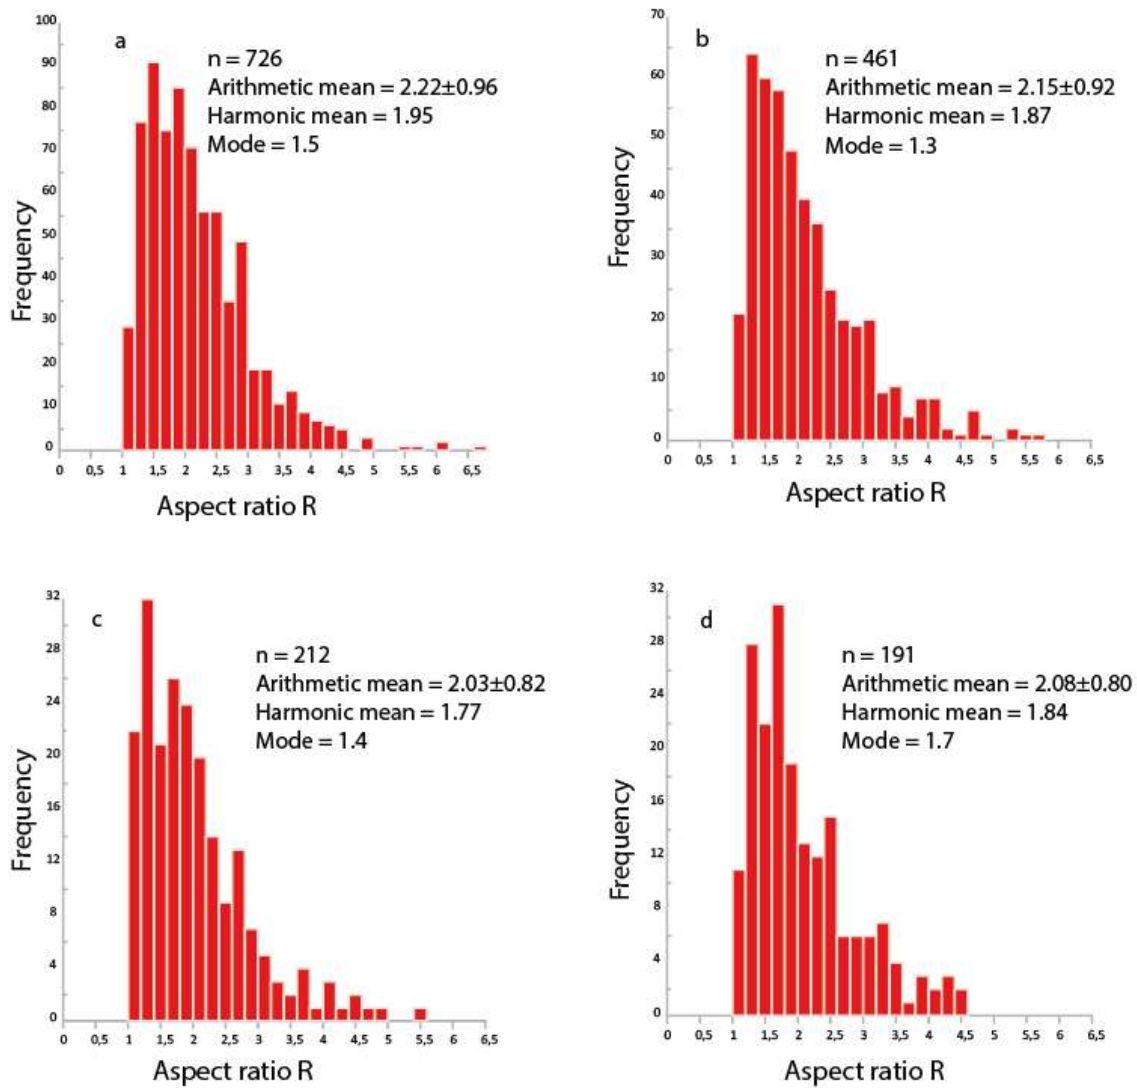 a
n = 726
Arithmetic mean = 2.22±0.96
Harmonic mean = 1.95
Mode = 1.5
100
90
80
70
60
50
40
30
20
10
0
Frequency
0 0,5 1 1,5 2 2,5 3 3,5 4 4,5 5 5,5 6 6,5
Aspect ratio R
b
n = 461
Arithmetic mean = 2.15±0.92
Harmonic mean = 1.87
Mode = 1.3
70
60
50
40
30
20
10
0
Frequency
0 0,5 1 1,5 2 2,5 3 3,5 4 4,5 5 5,5 6 6,5
Aspect ratio R
c
n = 212
Arithmetic mean = 2.03±0.82
Harmonic mean = 1.77
Mode = 1.4
32
28
24
20
16
12
8
4
0
Frequency
0 0,5 1 1,5 2 2,5 3 3,5 4 4,5 5 5,5 6 6,5
Aspect ratio R
d
n = 191
Arithmetic mean = 2.08±0.80
Harmonic mean = 1.84
Mode = 1.7
32
28
24
20
16
12
8
4
0
Frequency
0 0,5 1 1,5 2 2,5 3 3,5 4 4,5 5 5,5 6 6,5
Aspect ratio R